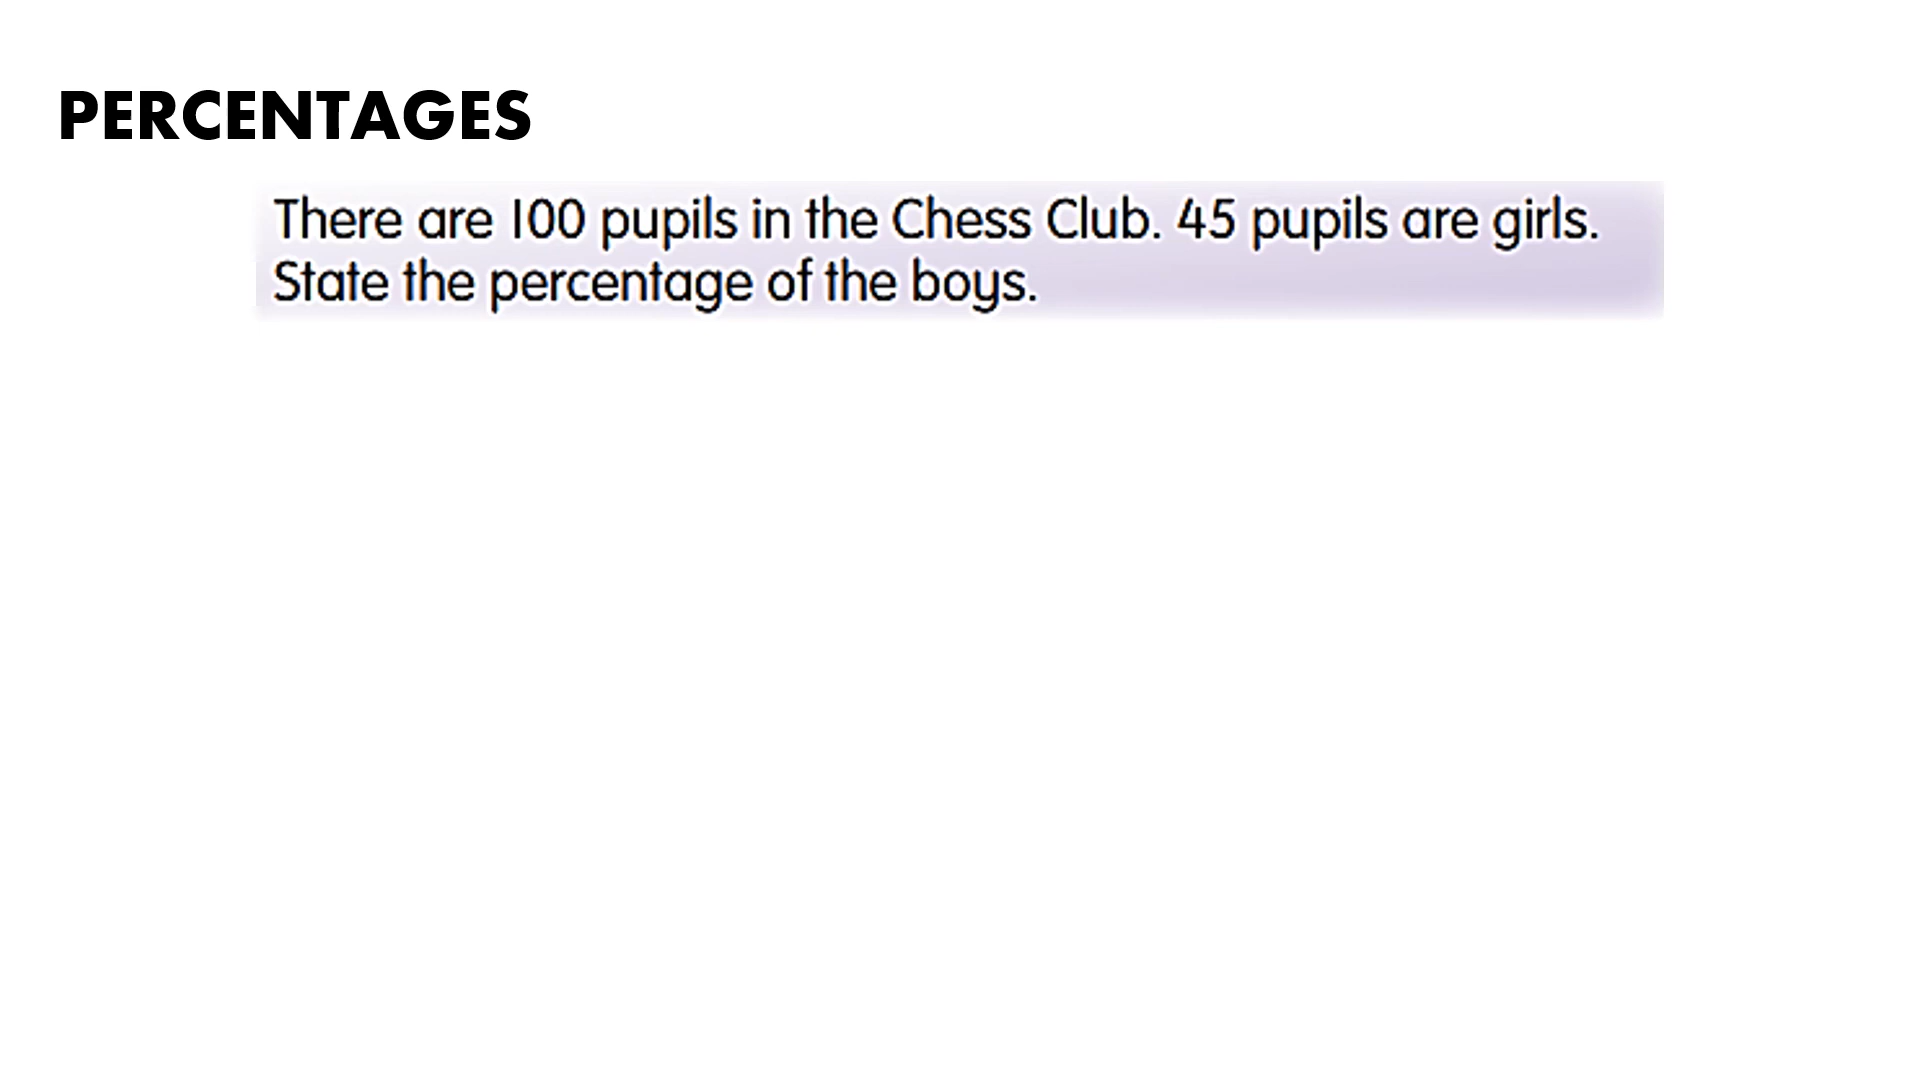 PERCENTAGES
There are 100 pupils in the Chess Club. 45 pupils are girls.
State the percentage of the boys.